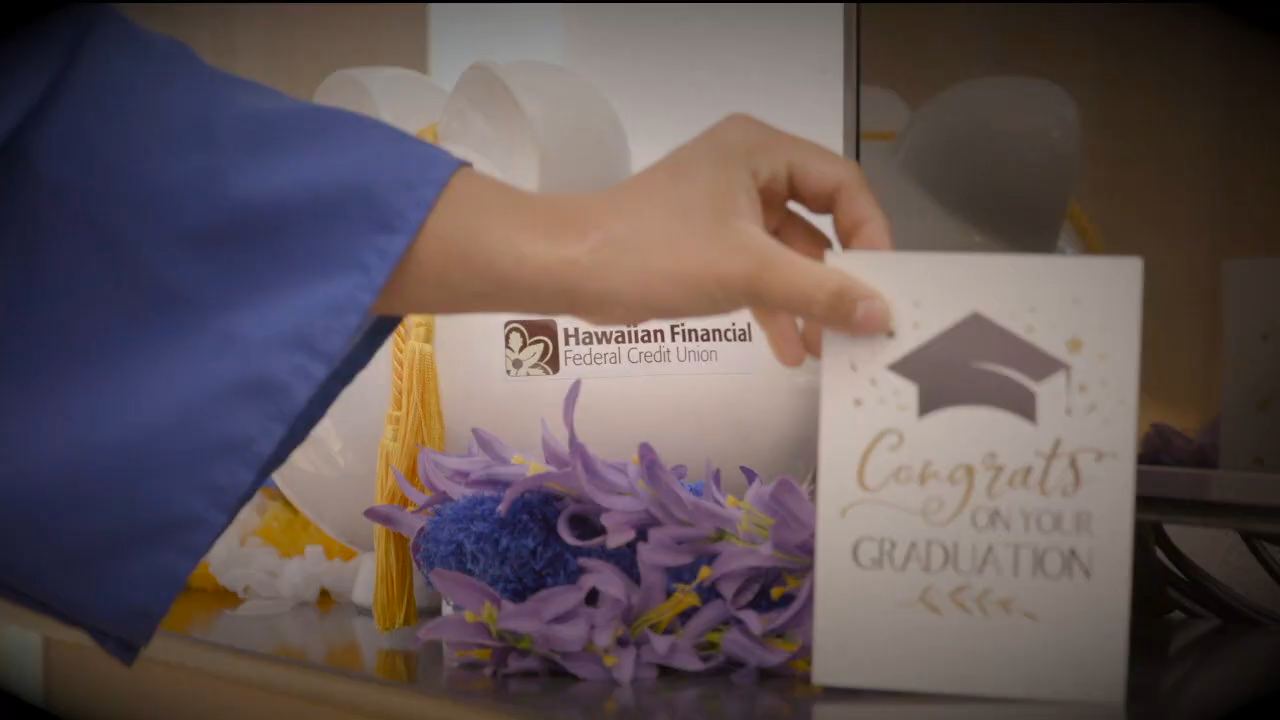 Hawaiian Financial
Federal Credit Union
Congrats
ON YOUR
GRADUATION